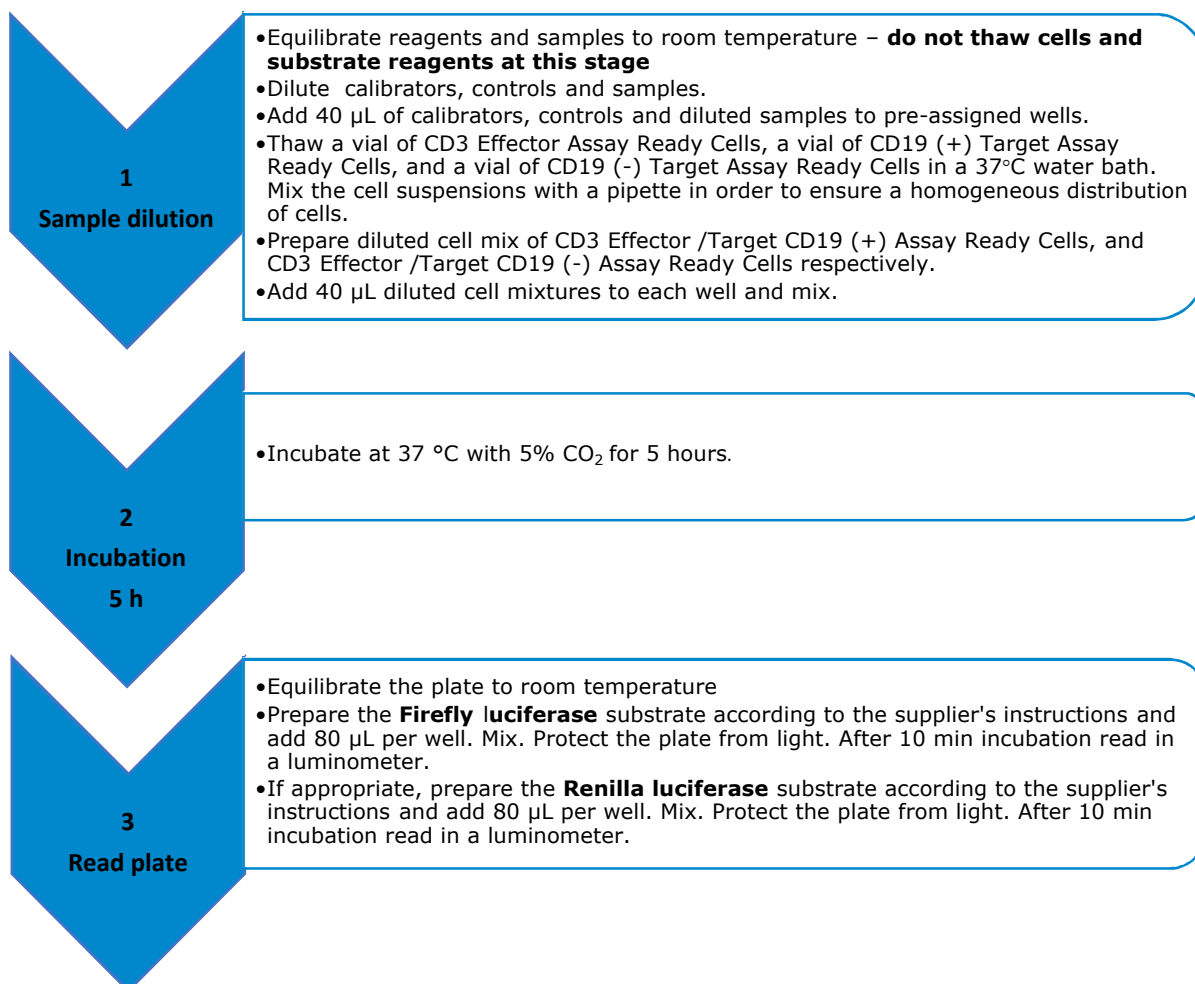 1
Sample dilution
•Equilibrate reagents and samples to room temperature – do not thaw cells and
substrate reagents at this stage
•Dilute  calibrators, controls and samples.
•Add 40 µL of calibrators, controls and diluted samples to pre-assigned wells.
•Thaw a vial of CD3 Effector Assay Ready Cells, a vial of CD19 (+) Target Assay
Ready Cells, and a vial of CD19 (-) Target Assay Ready Cells in a 37°C water bath.
Mix the cell suspensions with a pipette in order to ensure a homogeneous distribution
of cells.
•Prepare diluted cell mix of CD3 Effector /Target CD19 (+) Assay Ready Cells, and
CD3 Effector /Target CD19 (-) Assay Ready Cells respectively.
•Add 40 µL diluted cell mixtures to each well and mix.
2
Incubation
5 h
•Incubate at 37 °C with 5% CO₂ for 5 hours.
3
Read plate
•Equilibrate the plate to room temperature
•Prepare the Firefly luciferase substrate according to the supplier's instructions and
add 80 µL per well. Mix. Protect the plate from light. After 10 min incubation read in
a luminometer.
•If appropriate, prepare the Renilla luciferase substrate according to the supplier's
instructions and add 80 µL per well. Mix. Protect the plate from light. After 10 min
incubation read in a luminometer.